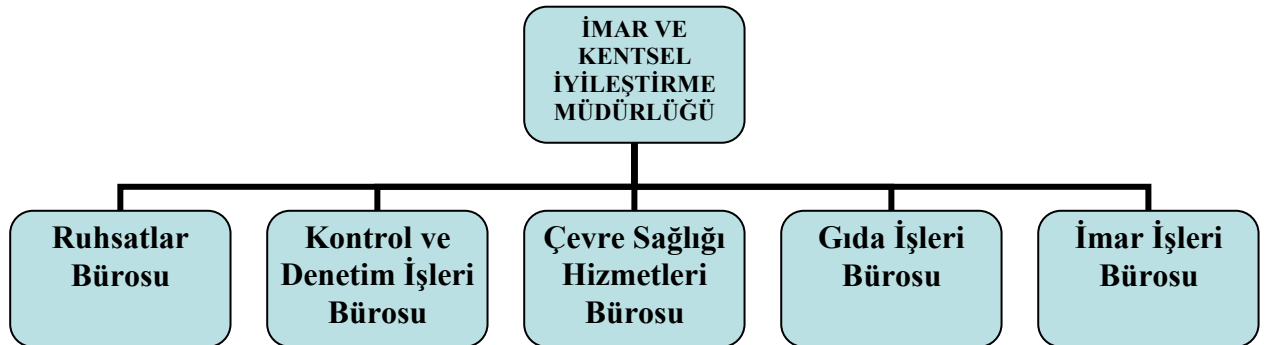 İMAR VE
KENTSEL
İYİLEŞTİRME
MÜDÜRLÜĞÜ
Ruhsatlar
Bürosu
Kontrol ve
Denetim İşleri
Bürosu
Çevre Sağlığı
Hizmetleri
Bürosu
Gıda İşleri
Bürosu
İmar İşleri
Bürosu